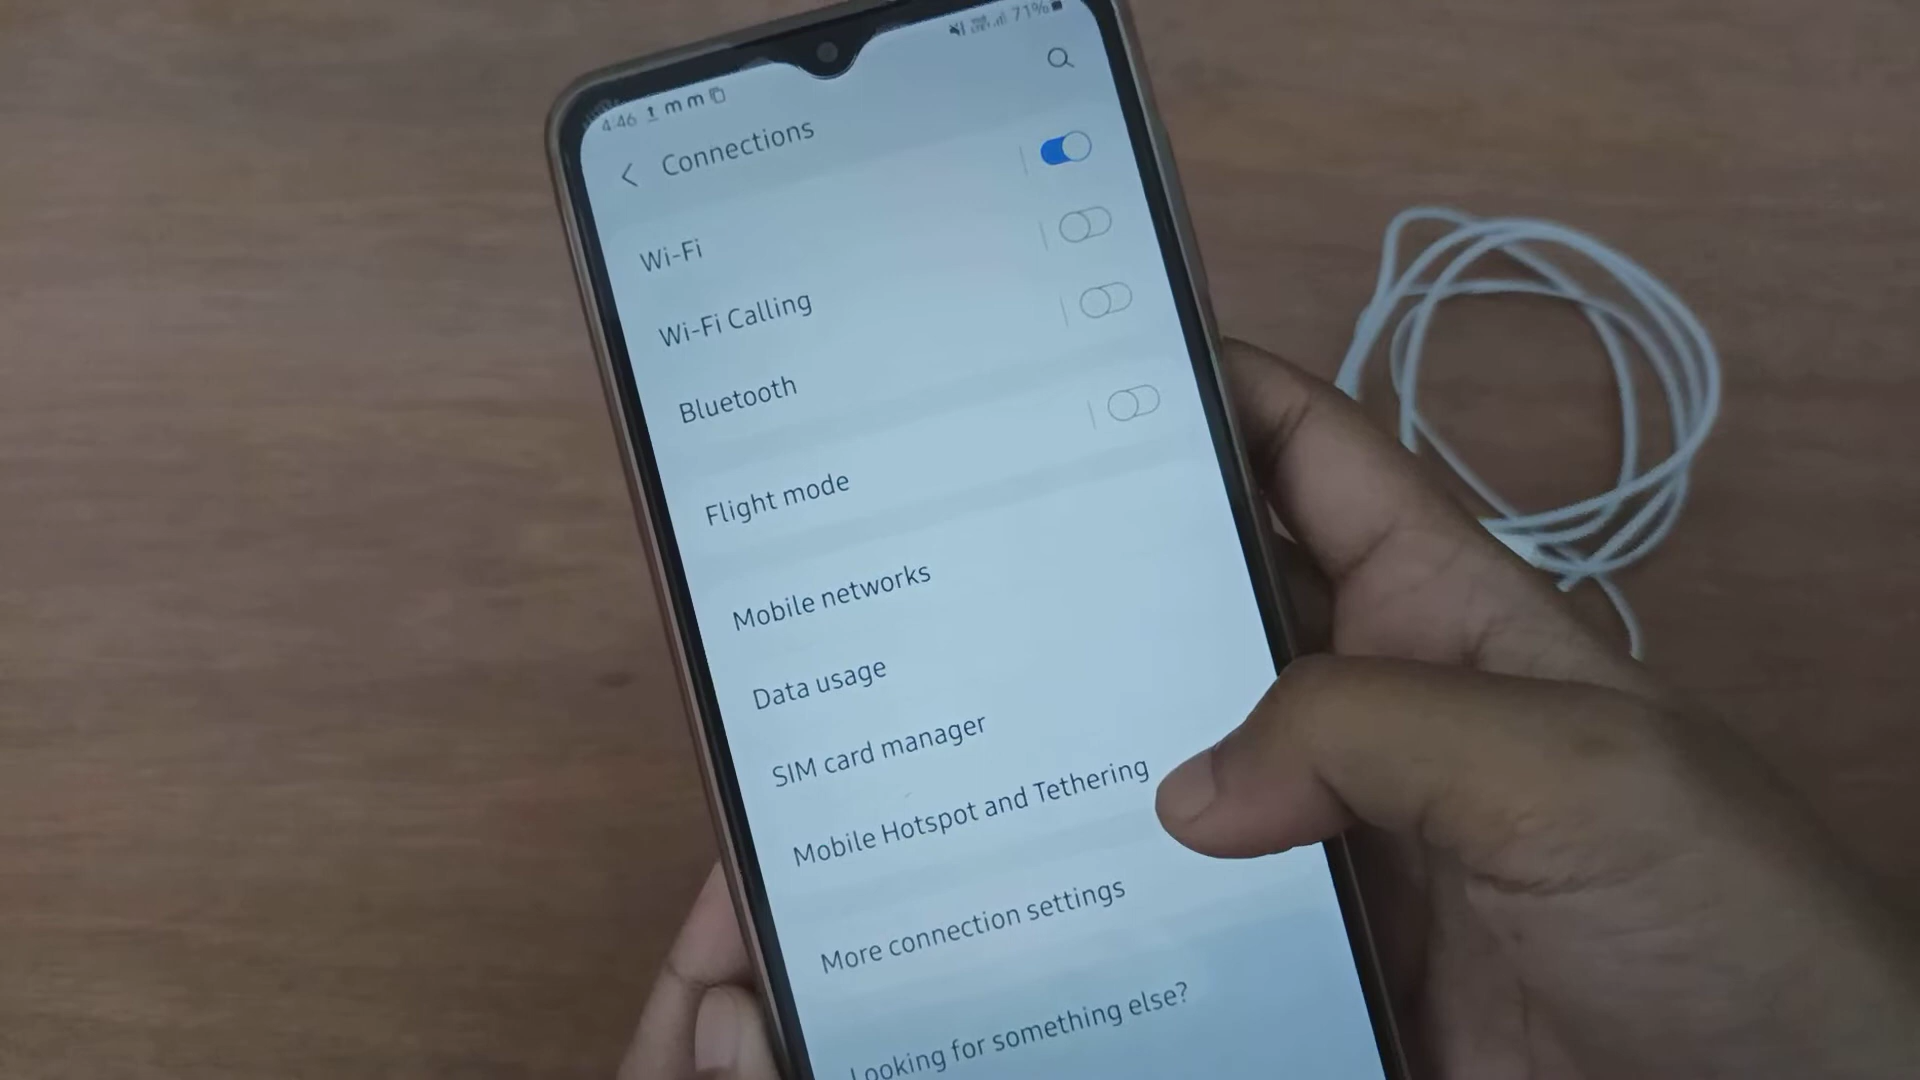 4:46 m m 71%
Connections
Wi-Fi
Wi-Fi Calling
Bluetooth
Flight mode
Mobile networks
Data usage
SIM card manager
Mobile Hotspot and Tethering
More connection settings
Looking for something else?